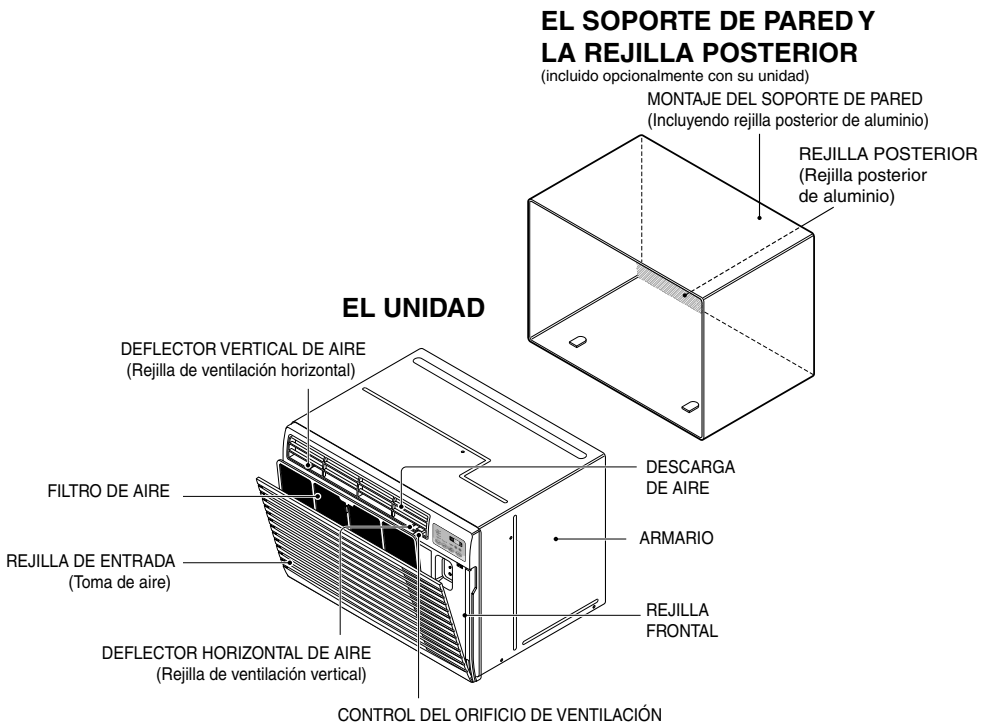 EL SOPORTE DE PARED Y
LA REJILLA POSTERIOR
(incluido opcionalmente con su unidad)
MONTAJE DEL SOPORTE DE PARED
(Incluyendo rejilla posterior de aluminio)
REJILLA POSTERIOR
(Rejilla posterior
de aluminio)
EL UNIDAD
DEFLECTOR VERTICAL DE AIRE
(Rejilla de ventilación horizontal)
FILTRO DE AIRE
REJILLA DE ENTRADA
(Toma de aire)
DEFLECTOR HORIZONTAL DE AIRE
(Rejilla de ventilación vertical)
CONTROL DEL ORIFICIO DE VENTILACIÓN
DESCARGA
DE AIRE
ARMARIO
REJILLA
FRONTAL